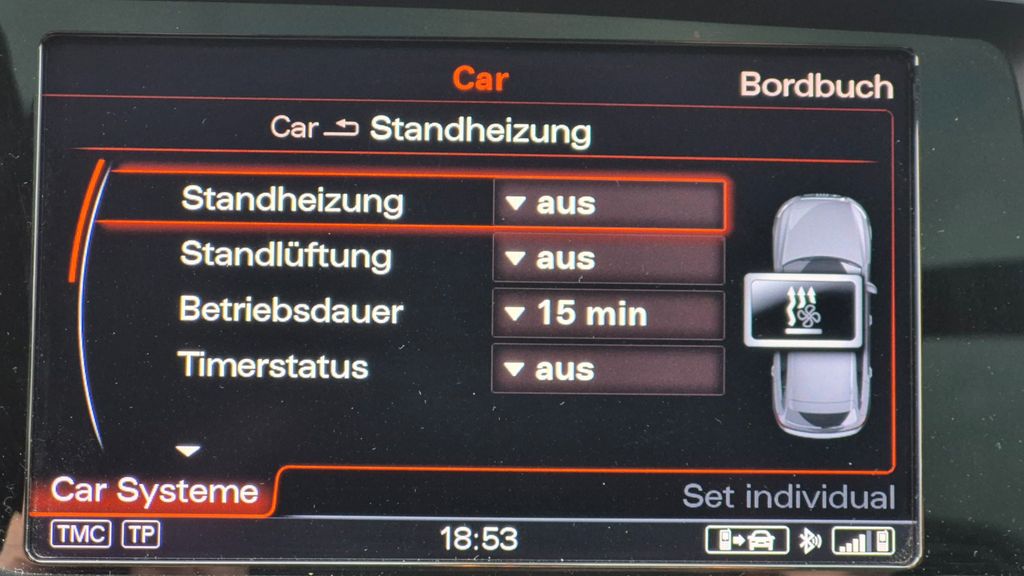 Car
Bordbuch
Car Standheizung
Standheizung aus
Standlüftung aus
Betriebsdauer 15 min
Timerstatus aus
Car Systeme
Set individual
TMC TP 18:53